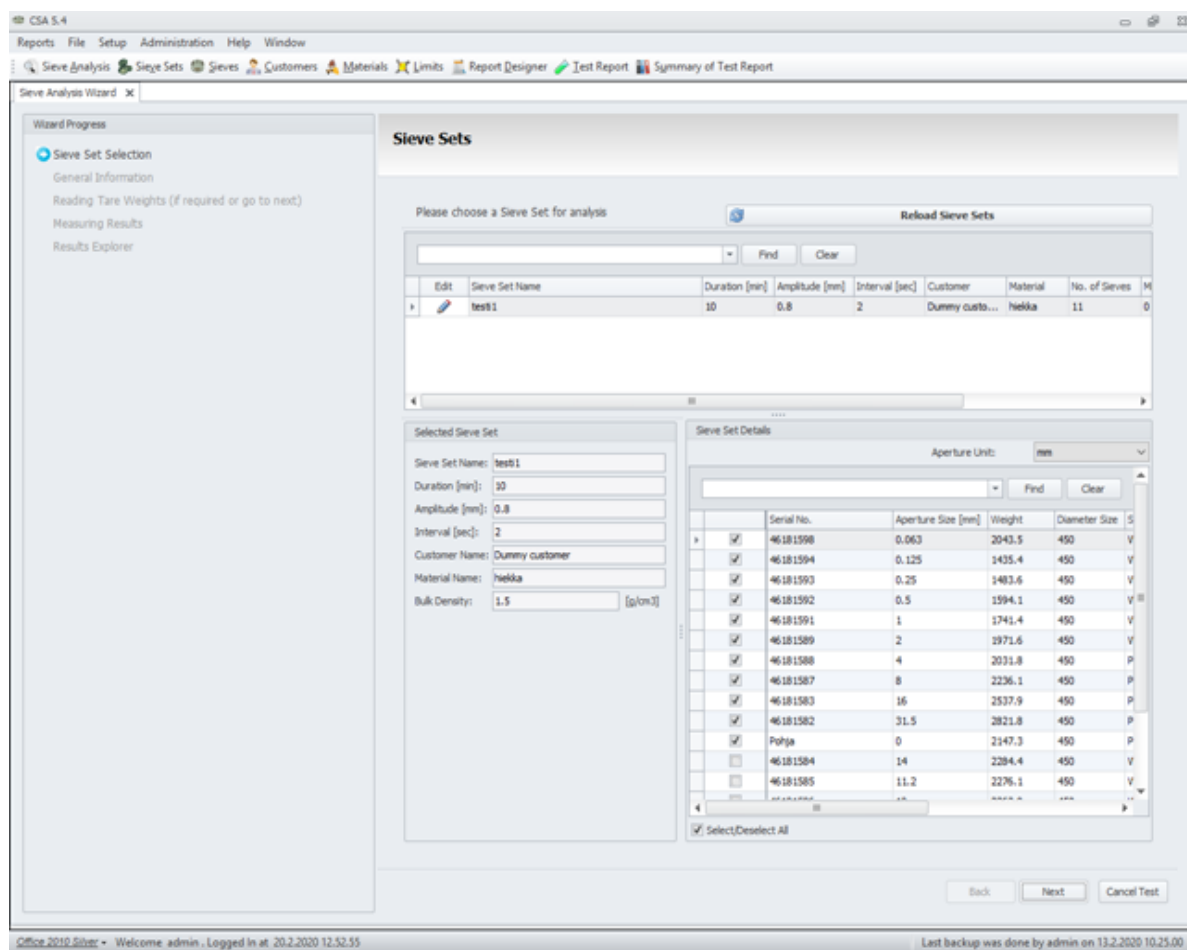 CSA 5.4
Reports File Setup Administration Help Window
Sieve Analysis Sieve Sets Sieves Customers Materials Limits Report Designer Test Report Summary of Test Report
Sieve Analysis Wizard
Wizard Progress
Sieve Set Selection
General Information
Reading Tare Weights (if required or go to next)
Measuring Results
Results Explorer
Sieve Sets
Please choose a Sieve Set for analysis
Reload Sieve Sets
Find Clear
Edit Sieve Set Name Duration [min] Amplitude [mm] Interval [sec] Customer Material No. of Sieves M
testi1 10 0.8 2 Dummy custo... hiekka 11 0
Selected Sieve Set
Sieve Set Name: testi1
Duration [min]: 10
Amplitude [mm]: 0.8
Interval [sec]: 2
Customer Name: Dummy customer
Material Name: hiekka
Bulk Density: 1.5 [g/cm3]
Sieve Set Details
Aperture Unit: mm
Find Clear
Serial No. Aperture Size [mm] Weight Diameter Size S
46181598 0.063 2043.5 450 V
46181594 0.125 1435.4 450 V
46181593 0.25 1483.6 450 V
46181592 0.5 1594.1 450 V
46181591 1 1741.4 450 V
46181589 2 1971.6 450 V
46181588 4 2031.8 450 P
46181587 8 2236.1 450 P
46181583 16 2537.9 450 P
46181582 31.5 2821.8 450 P
Pohja 0 2147.3 450 P
46181584 14 2284.4 450 V
46181585 11.2 2276.1 450 V
Select/Deselect All
Back Next Cancel Test
Office 2010 Silver Welcome admin . Logged In at 20.2.2020 12.52.55
Last backup was done by admin on 13.2.2020 10.25.00